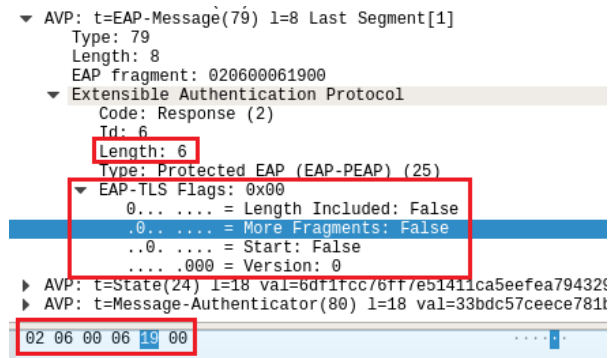 AVP: t=EAP-Message(79) l=8 Last Segment[1]
Type: 79
Length: 8
EAP fragment: 020600061900
Extensible Authentication Protocol
Code: Response (2)
Id: 6
Length: 6
Type: Protected EAP (EAP-PEAP) (25)
EAP-TLS Flags: 0x00
0... .... = Length Included: False
.0.. .... = More Fragments: False
..0. .... = Start: False
.... .000 = Version: 0
AVP: t=State(24) l=18 val=6df1fcc76ff7e51411ca5eefea794329
AVP: t=Message-Authenticator(80) l=18 val=33bdc57ceece781b
02 06 00 06 19 00 ······